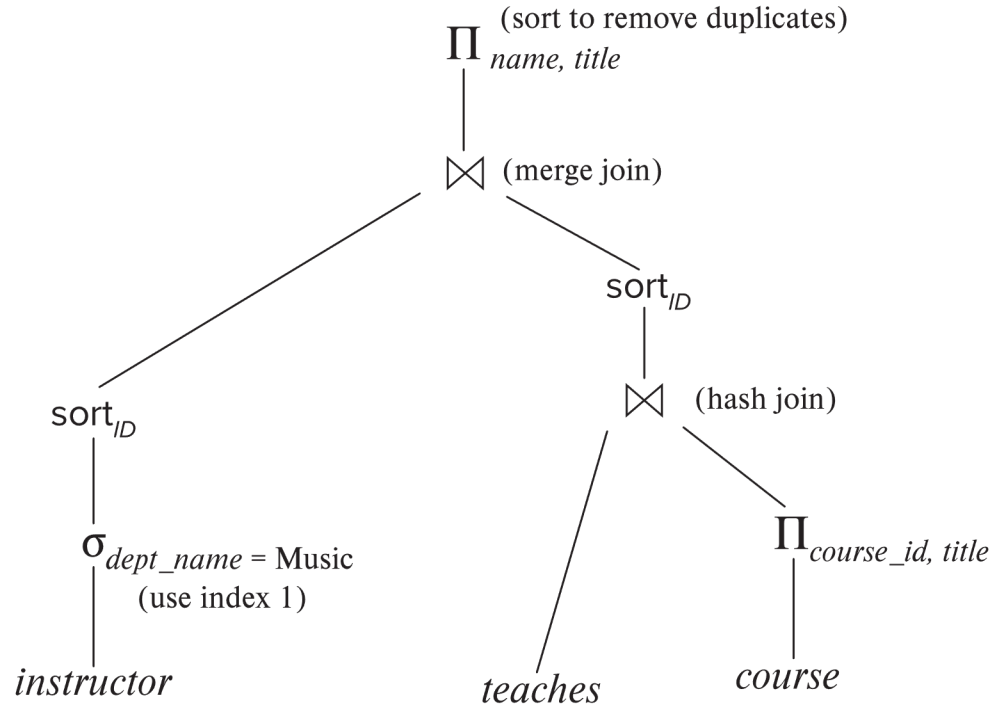 (sort to remove duplicates)
Π name, title
⋈ (merge join)
sort ID
⋈ (hash join)
sort ID
Π course_id, title
σ dept_name = Music
(use index 1)
instructor
teaches
course